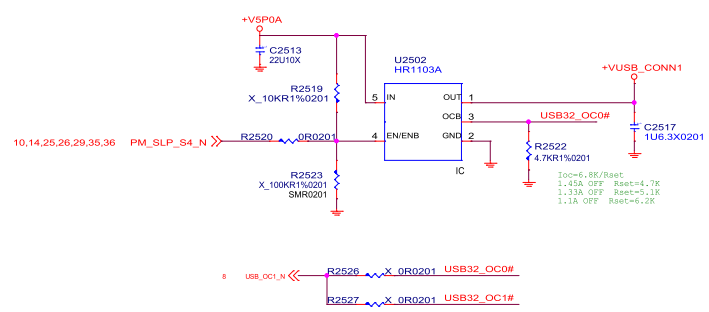 +V5P0A
C2513
22U10X
U2502
HR1103A
+VUSB_CONN1
R2519
X_10KR1%0201
5 IN
OUT 1
OCB 3
USB32_OC0#
C2517
1U6.3X0201
10,14,25,26,29,35,36 PM_SLP_S4_N R2520 0R0201 4 EN/ENB GND 2
R2522
4.7KR1%0201
R2523
X_100KR1%0201
SMR0201
IC
Ioc=6.8K/Rset
1.45A OFF Rset=4.7K
1.33A OFF Rset=5.1K
1.1A OFF Rset=6.2K
8 USB_OC1_N R2526 X_0R0201 USB32_OC0#
R2527 X_0R0201 USB32_OC1#